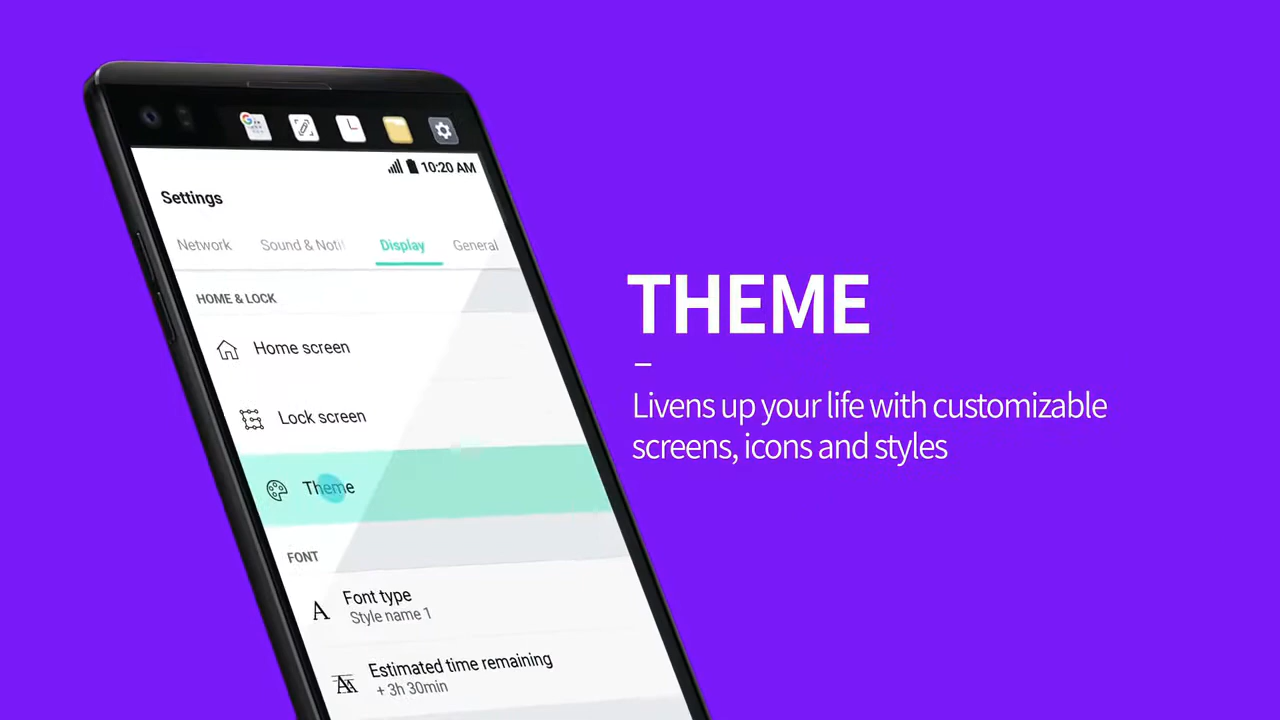 10:20 AM
Settings
Network Sound & Noti Display General
HOME & LOCK
Home screen
Lock screen
Theme
FONT
Font type
Style name 1
Estimated time remaining
+ 3h 30min
THEME
Livens up your life with customizable
screens, icons and styles